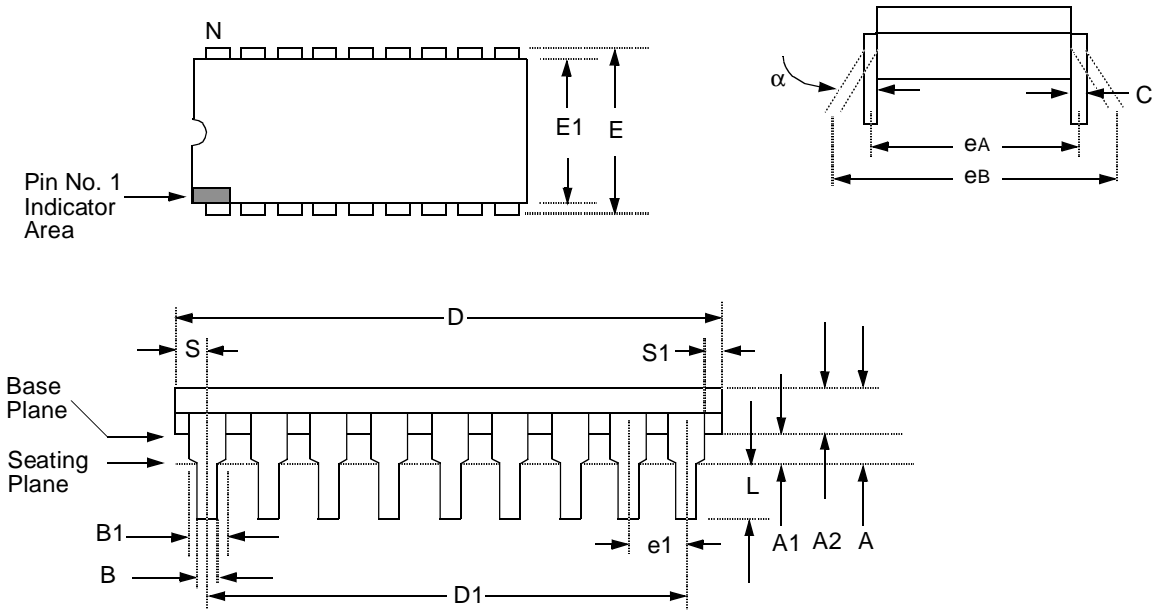 N
E1
E
Pin No. 1
Indicator
Area
α
C
eA
eB
D
S
S1
Base
Plane
Seating
Plane
L
B1
e1
A1
A2
A
B
D1